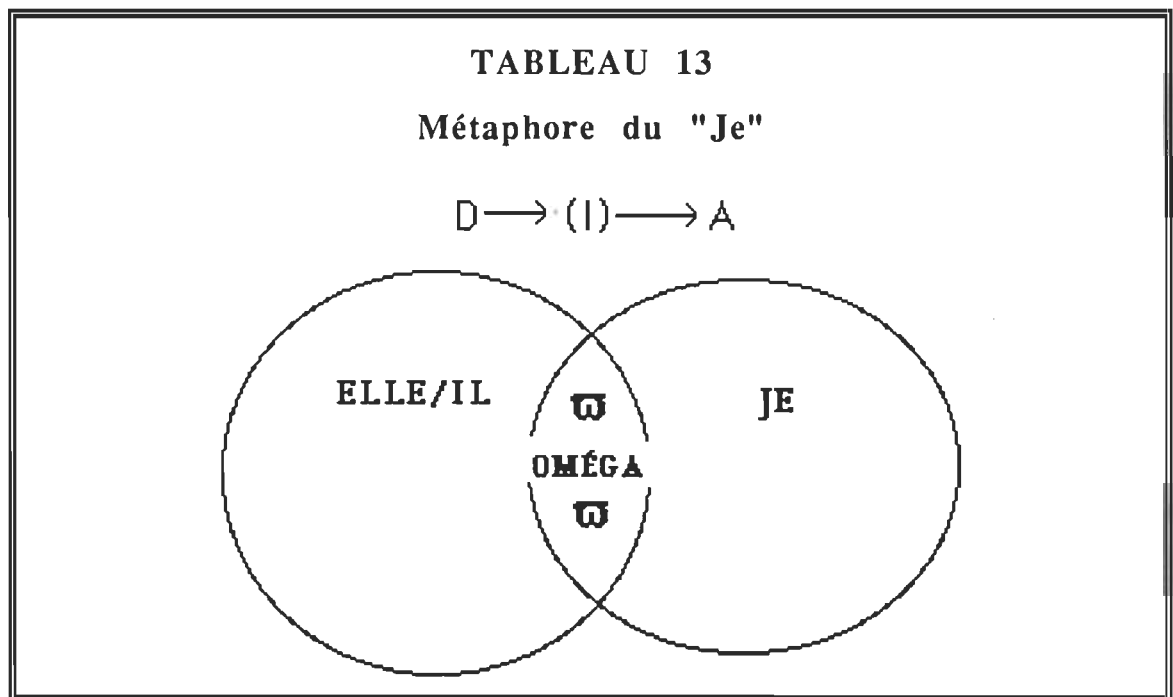 TABLEAU 13
Métaphore du "Je"
D → (I) → A
ELLE/IL
ϖ
JE
OMÉGA
ϖ